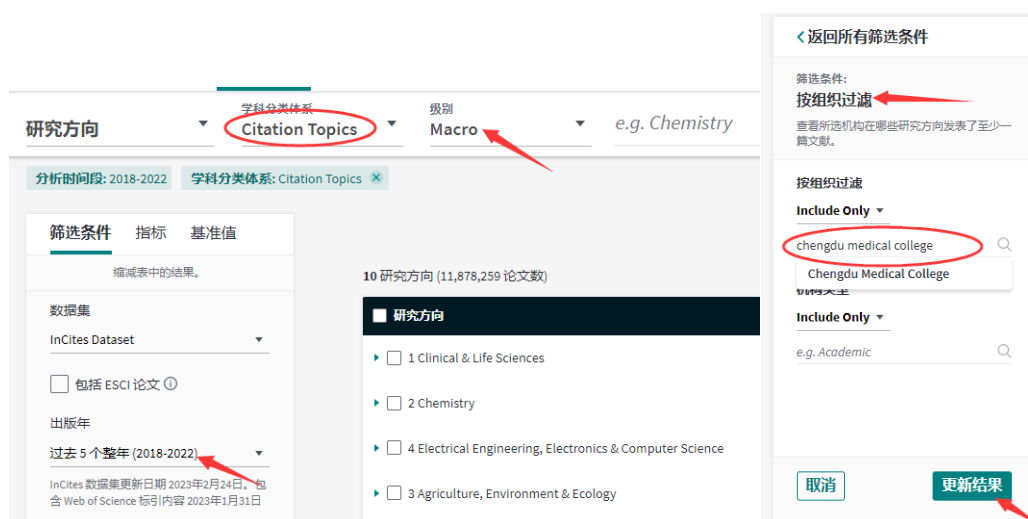 学科分类体系
级别
研究方向
Citation Topics
Macro
e.g. Chemistry
分析时间段: 2018-2022
学科分类体系: Citation Topics
筛选条件
指标
基准值
缩减表中的结果。
数据集
InCites Dataset
包括 ESCI 论文
出版年
过去 5 个整年 (2018-2022)
InCites 数据集更新日期 2023年2月24日。包
含 Web of Science 标引内容 2023年1月31日
10 研究方向 (11,878,259 论文数)
研究方向
1 Clinical & Life Sciences
2 Chemistry
4 Electrical Engineering, Electronics & Computer Science
3 Agriculture, Environment & Ecology
返回所有筛选条件
筛选条件:
按组织过滤
查看所选机构在哪些研究方向发表了至少一
篇文献。
按组织过滤
Include Only
chengdu medical college
Chengdu Medical College
机构类型
Include Only
e.g. Academic
取消
更新结果